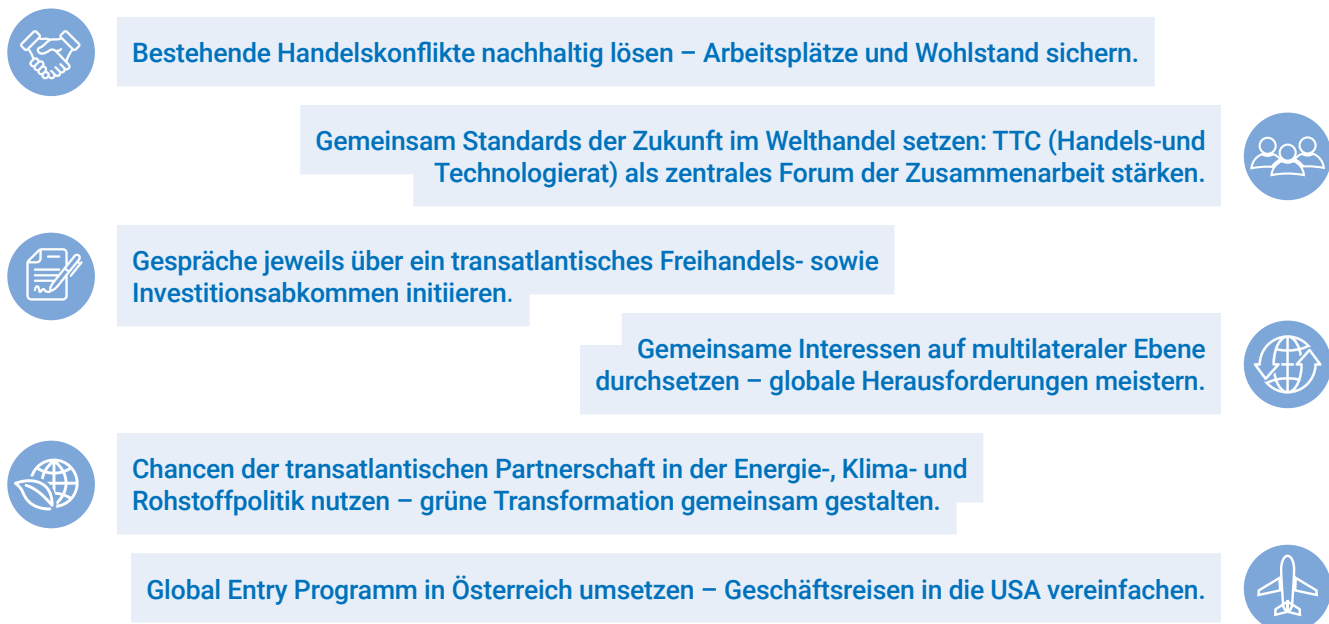 Bestehende Handelskonflikte nachhaltig lösen – Arbeitsplätze und Wohlstand sichern.
Gemeinsam Standards der Zukunft im Welthandel setzen: TTC (Handels-und
Technologierat) als zentrales Forum der Zusammenarbeit stärken.
Gespräche jeweils über ein transatlantisches Freihandels- sowie
Investitionsabkommen initiieren.
Gemeinsame Interessen auf multilateraler Ebene
durchsetzen – globale Herausforderungen meistern.
Chancen der transatlantischen Partnerschaft in der Energie-, Klima- und
Rohstoffpolitik nutzen – grüne Transformation gemeinsam gestalten.
Global Entry Programm in Österreich umsetzen – Geschäftsreisen in die USA vereinfachen.